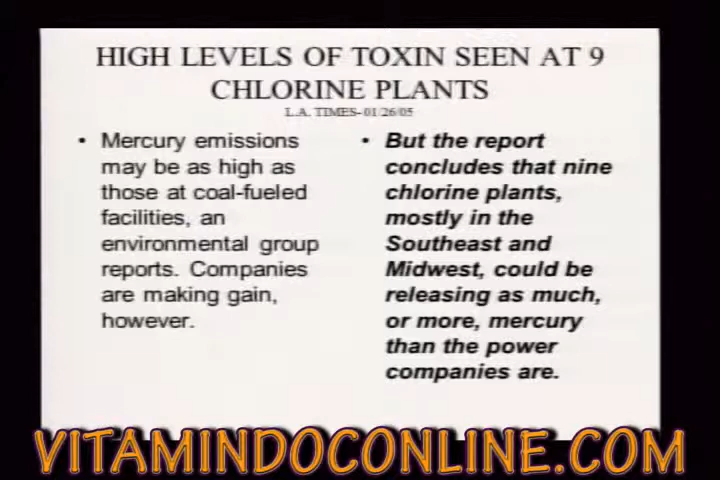 HIGH LEVELS OF TOXIN SEEN AT 9
CHLORINE PLANTS
L.A. TIMES- 01/26/05
• Mercury emissions
may be as high as
those at coal-fueled
facilities, an
environmental group
reports. Companies
are making gain,
however.
• But the report
concludes that nine
chlorine plants,
mostly in the
Southeast and
Midwest, could be
releasing as much,
or more, mercury
than the power
companies are.
VITAMINDOCONLINE.COM